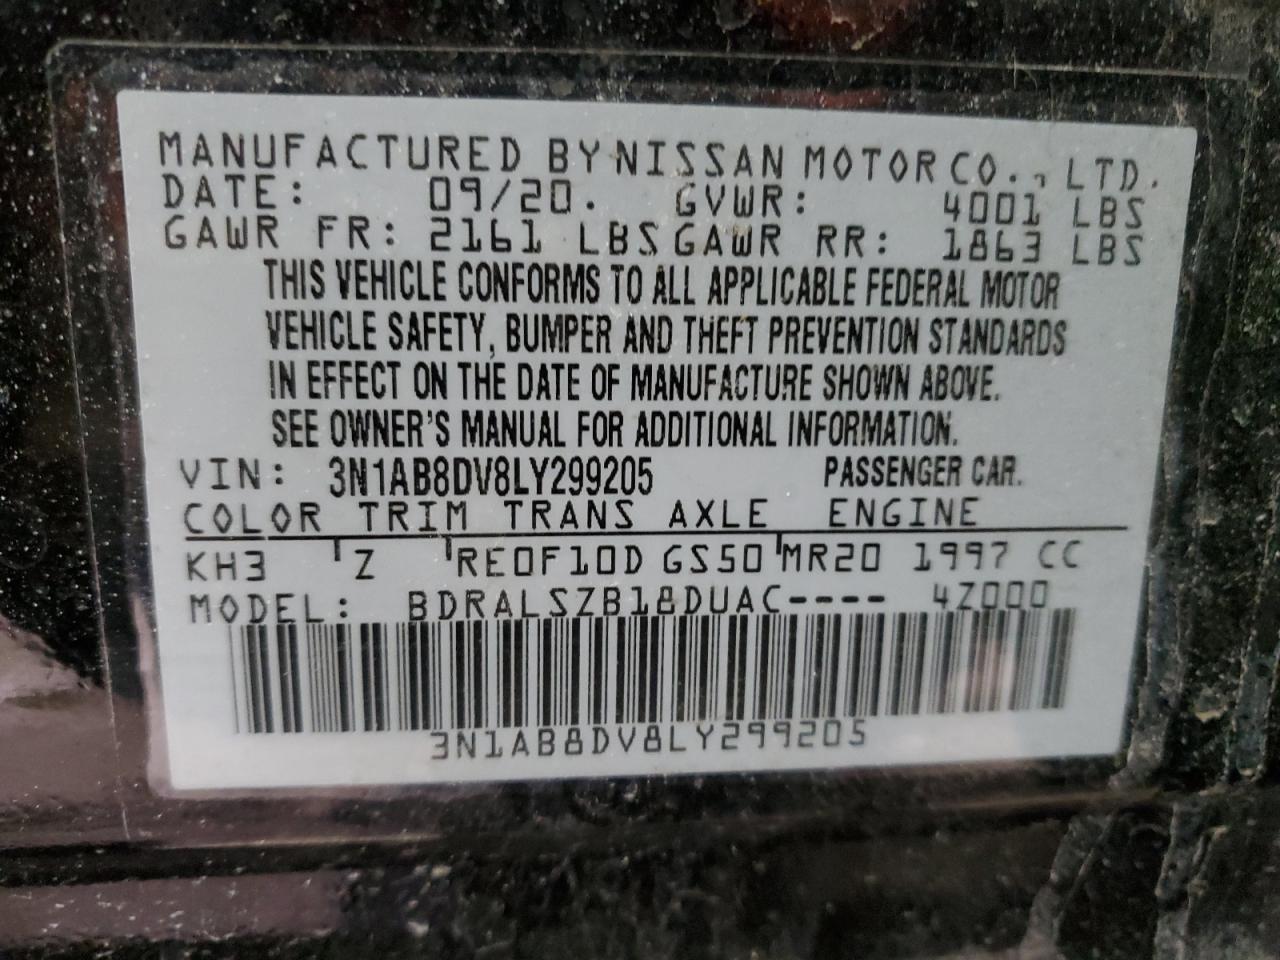 MANUFACTURED BY NISSAN MOTOR CO., LTD.
DATE: 09/20. GVWR: 4001 LBS
GAWR FR: 2161 LBS GAWR RR: 1863 LBS
THIS VEHICLE CONFORMS TO ALL APPLICABLE FEDERAL MOTOR
VEHICLE SAFETY, BUMPER AND THEFT PREVENTION STANDARDS
IN EFFECT ON THE DATE OF MANUFACTURE SHOWN ABOVE.
SEE OWNER'S MANUAL FOR ADDITIONAL INFORMATION.
VIN: 3N1AB8DV8LY299205 PASSENGER CAR.
COLOR TRIM TRANS AXLE ENGINE
KH3 Z RE0F10D GS50 MR20 1997 CC
MODEL: BDRALSZB18DUAC---- 4Z000
3N1AB8DV8LY299205